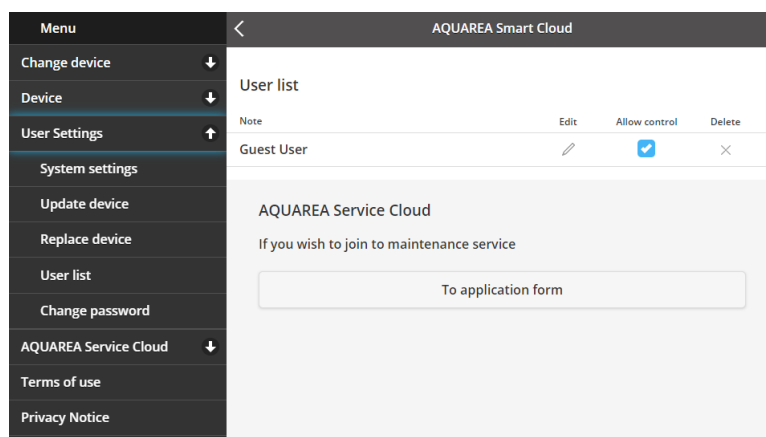 Menu
AQUAREA Smart Cloud
Change device
Device
User Settings
System settings
Update device
Replace device
User list
Change password
AQUAREA Service Cloud
Terms of use
Privacy Notice
User list
Note Edit Allow control Delete
Guest User
AQUAREA Service Cloud
If you wish to join to maintenance service
To application form